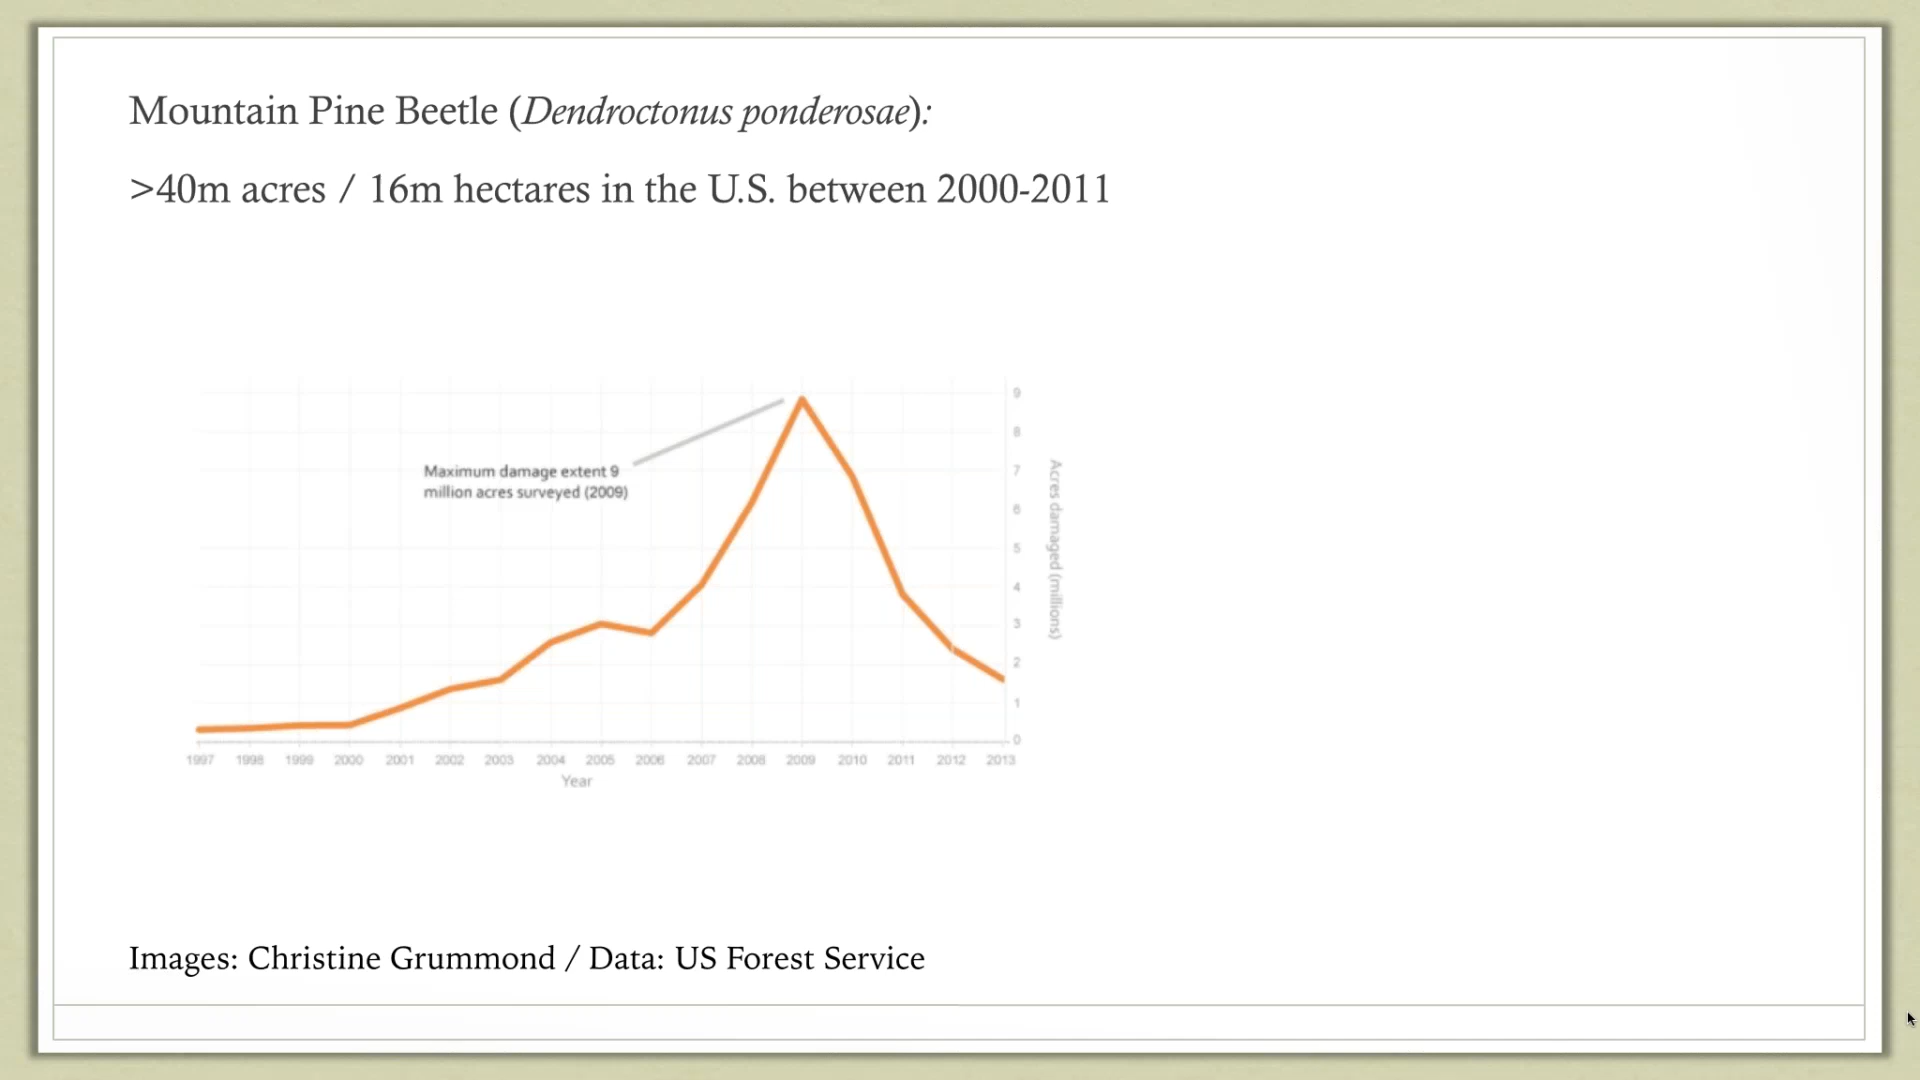 Mountain Pine Beetle (Dendroctonus ponderosae):
>40m acres / 16m hectares in the U.S. between 2000-2011
Maximum damage extent 9
million acres surveyed (2009)
9
8
7
6
5
4
3
2
1
0
Acres damaged (millions)
1997 1998 1999 2000 2001 2002 2003 2004 2005 2006 2007 2008 2009 2010 2011 2012 2013
Year
Images: Christine Grummond / Data: US Forest Service